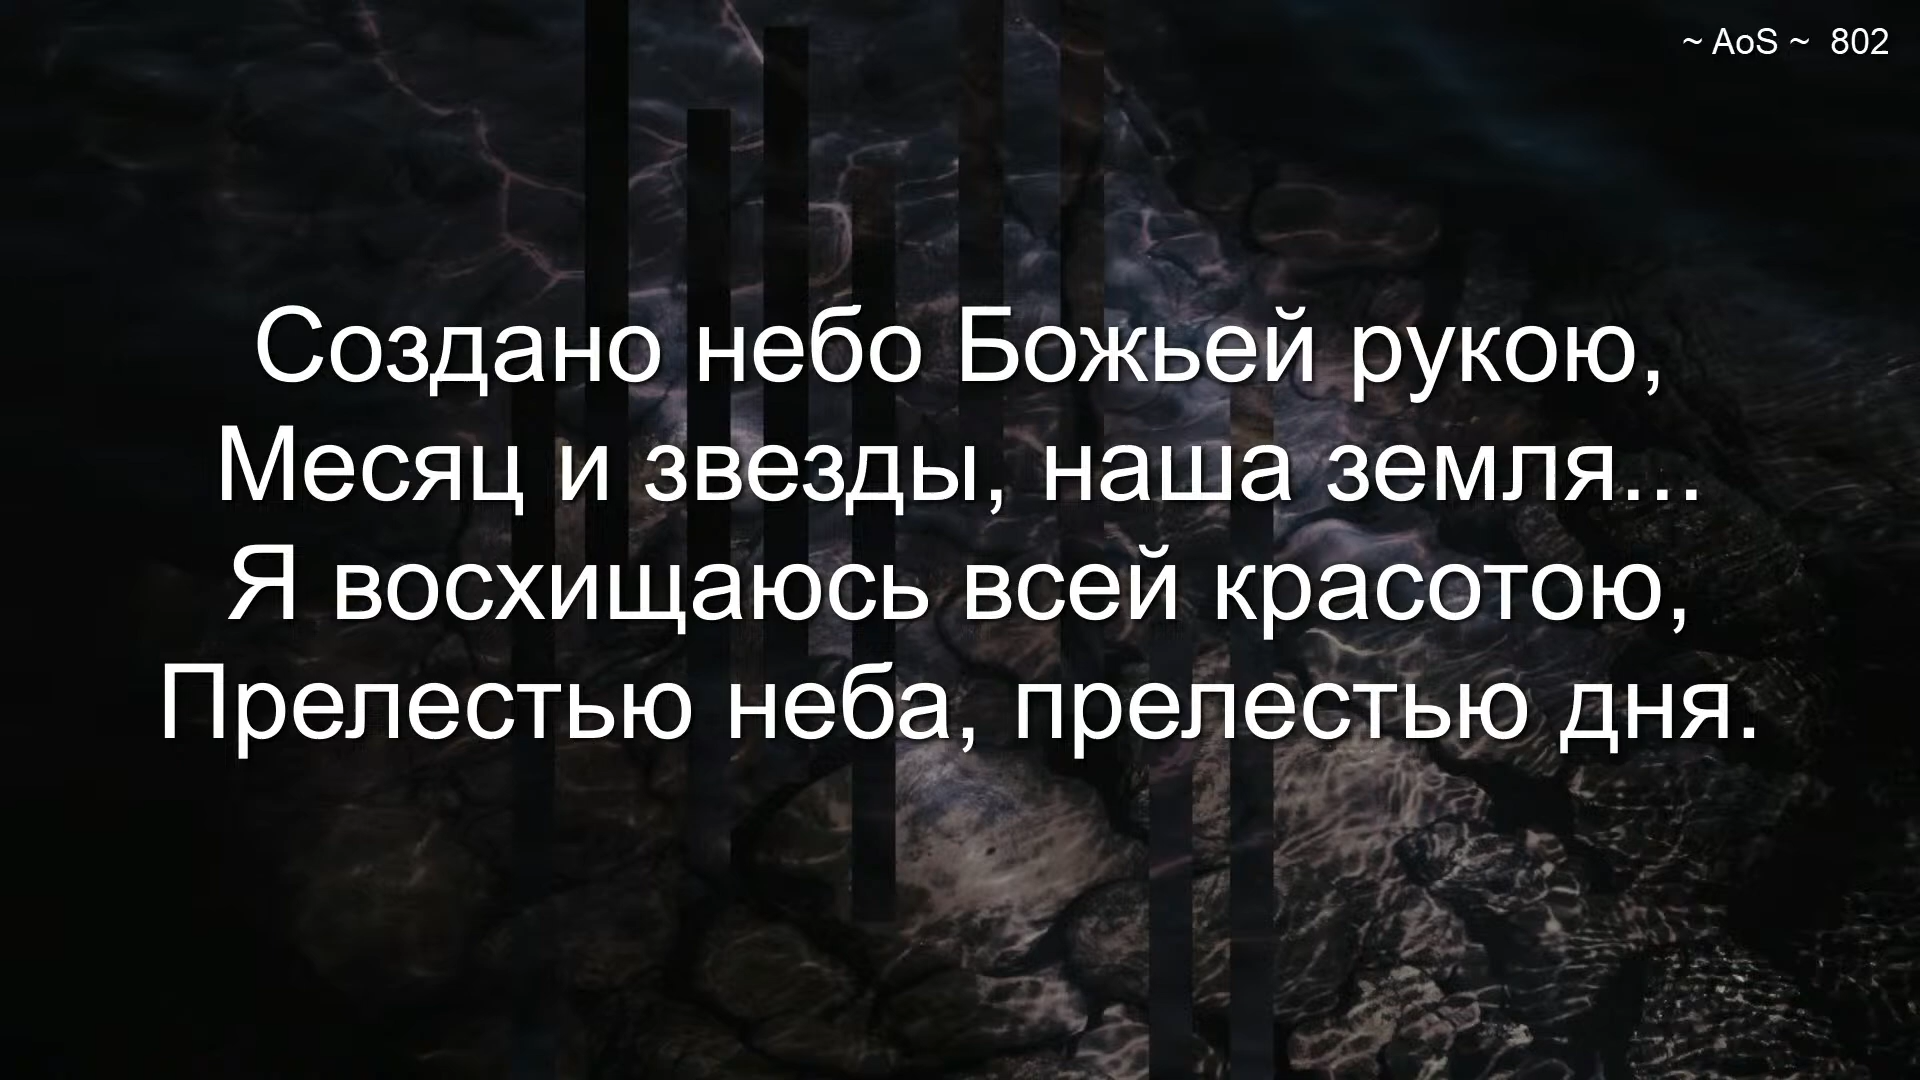 ~ AoS ~ 802
Создано небо Божьей рукою,
Месяц и звезды, наша земля...
Я восхищаюсь всей красотою,
Прелестью неба, прелестью дня.